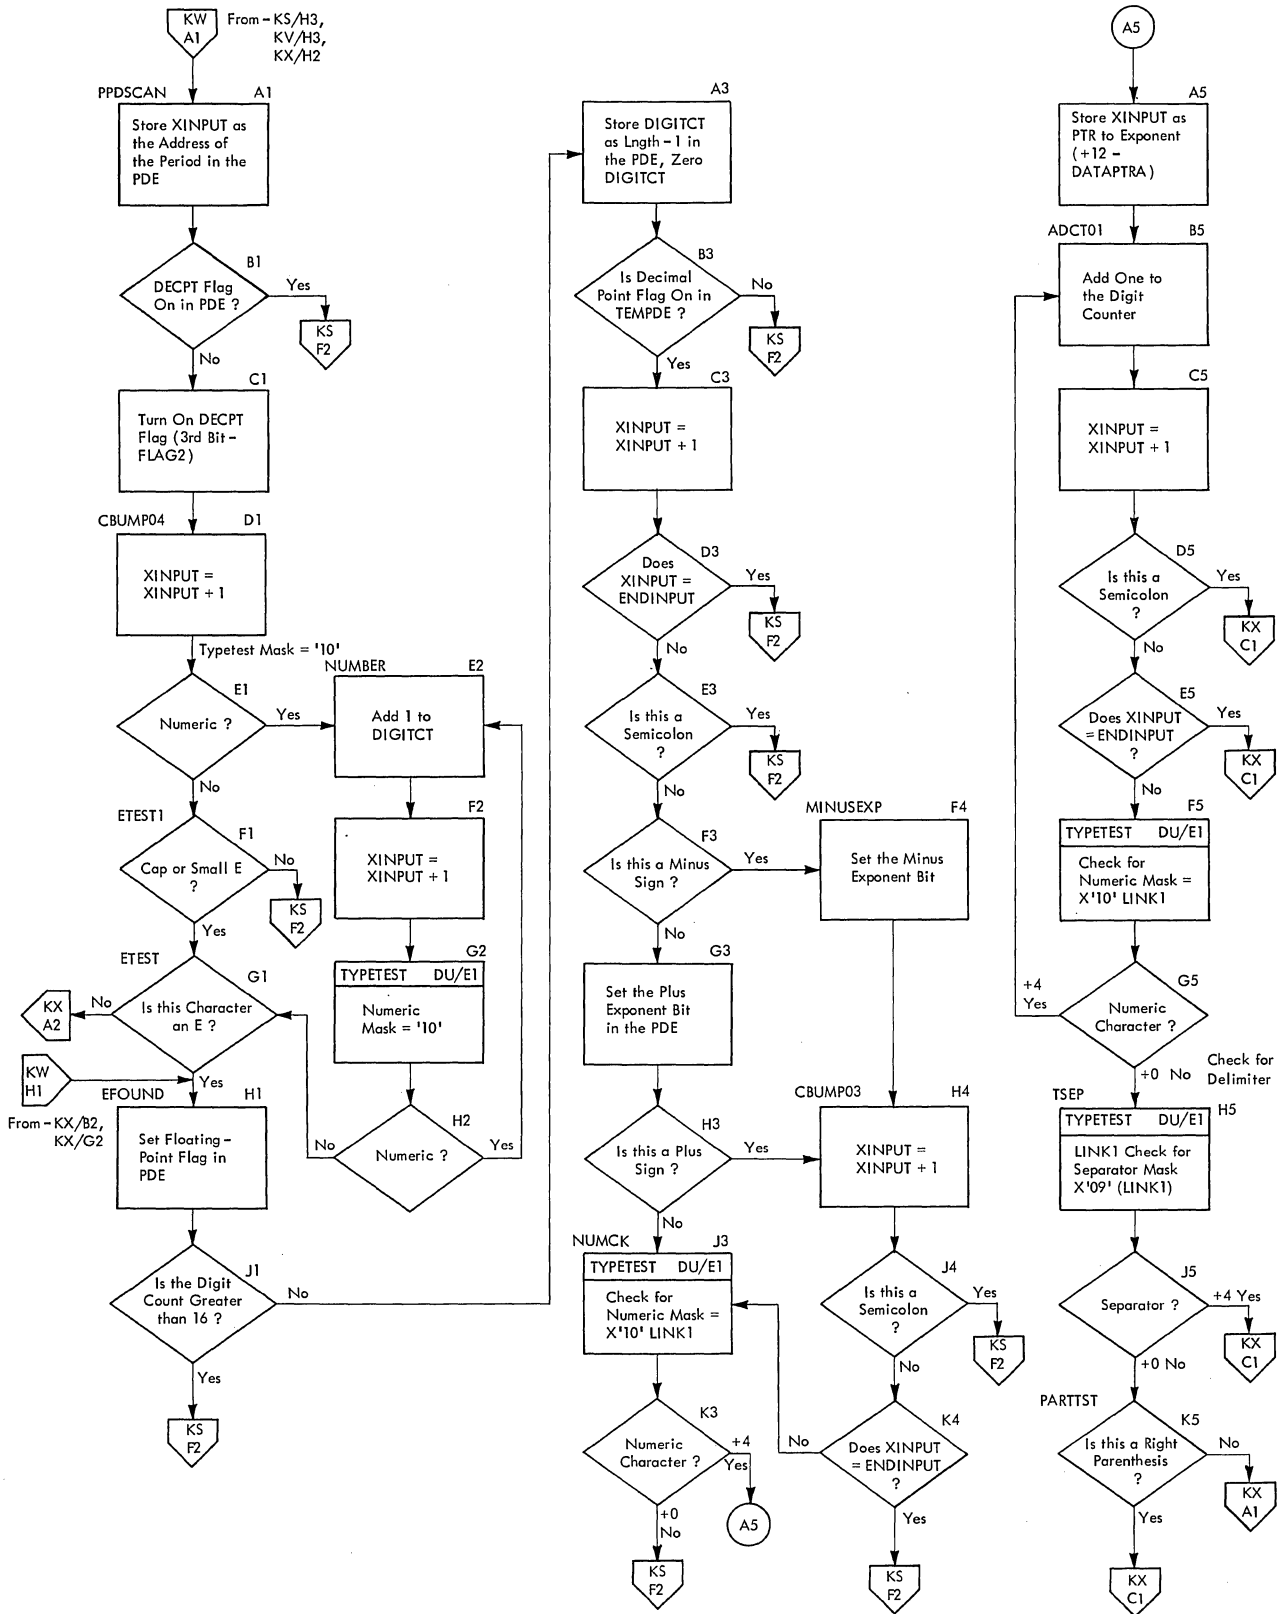 KW
A1
From - KS/H3,
KV/H3,
KX/H2
PPDSCAN
A1
Store XINPUT as
the Address of
the Period in the
PDE
B1
DECPT Flag
On in PDE ?
Yes
KS
F2
No
C1
Turn On DECPT
Flag (3rd Bit -
FLAG2)
CBUMP04
D1
XINPUT =
XINPUT + 1
Typetest Mask = '10'
E1
Numeric ?
Yes
No
NUMBER
E2
Add 1 to
DIGITCT
F2
XINPUT =
XINPUT + 1
G2
TYPETEST DU/E1
Numeric
Mask = '10'
H2
Numeric ?
No
Yes
ETEST1
F1
Cap or Small E
?
No
KS
F2
Yes
ETEST
G1
Is this Character
an E ?
No
KX
A2
Yes
KW
H1
From - KX/B2,
KX/G2
EFOUND
H1
Set Floating -
Point Flag in
PDE
J1
Is the Digit
Count Greater
than 16 ?
No
Yes
KS
F2
A3
Store DIGITCT
as Lngth - 1 in
the PDE, Zero
DIGITCT
B3
Is Decimal
Point Flag On in
TEMPDE ?
No
KS
F2
Yes
C3
XINPUT =
XINPUT + 1
D3
Does
XINPUT =
ENDINPUT
Yes
KS
F2
No
E3
Is this a
Semicolon
?
Yes
KS
F2
No
F3
Is this a Minus
Sign ?
Yes
No
MINUSEXP
F4
Set the Minus
Exponent Bit
G3
Set the Plus
Exponent Bit
in the PDE
H3
Is this a Plus
Sign ?
Yes
No
CBUMP03
H4
XINPUT =
XINPUT + 1
NUMCK
J3
TYPETEST DU/E1
Check for
Numeric Mask =
X'10' LINK1
J4
Is this a
Semicolon
?
Yes
KS
F2
No
K3
Numeric
Character ?
+4
Yes
A5
+0
No
KS
F2
K4
Does XINPUT
= ENDINPUT
?
No
Yes
KS
F2
A5
A5
Store XINPUT as
PTR to Exponent
(+12 -
DATAPTRA)
ADCT01
B5
Add One to
the Digit
Counter
C5
XINPUT =
XINPUT + 1
D5
Is this a
Semicolon
?
Yes
KX
C1
No
E5
Does XINPUT
= ENDINPUT
?
Yes
KX
C1
No
F5
TYPETEST DU/E1
Check for
Numeric Mask =
X'10' LINK1
G5
Numeric
Character ?
+4
Yes
+0 No
Check for
Delimiter
TSEP
H5
TYPETEST DU/E1
LINK1 Check for
Separator Mask
X'09' (LINK1)
J5
Separator ?
+4 Yes
KX
C1
+0 No
PARTTST
K5
Is this a Right
Parenthesis
?
No
KX
A1
Yes
KX
C1